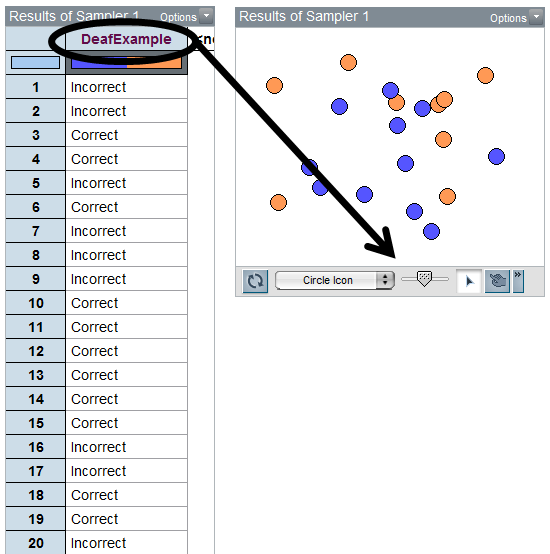 Results of Sampler 1 Options
DeafExample
1 Incorrect
2 Incorrect
3 Correct
4 Correct
5 Incorrect
6 Correct
7 Incorrect
8 Incorrect
9 Incorrect
10 Correct
11 Correct
12 Correct
13 Correct
14 Correct
15 Correct
16 Incorrect
17 Incorrect
18 Correct
19 Correct
20 Incorrect
Results of Sampler 1 Options
Circle Icon